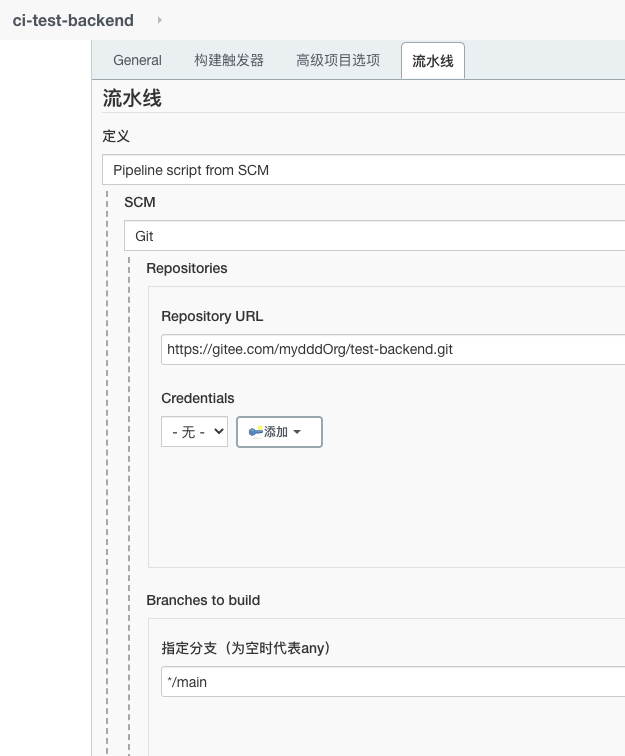 ci-test-backend
General 构建触发器 高级项目选项 流水线
流水线
定义
Pipeline script from SCM
SCM
Git
Repositories
Repository URL
https://gitee.com/mydddOrg/test-backend.git
Credentials
- 无 - 添加
Branches to build
指定分支（为空时代表any）
*/main